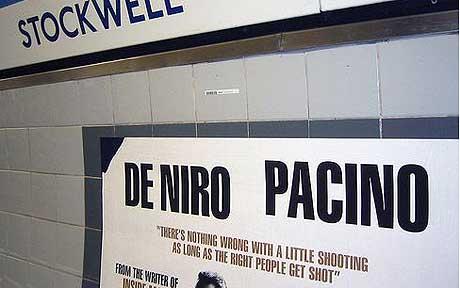 STOCKWELL
DE NIRO PACINO
"THERE'S NOTHING WRONG WITH A LITTLE SHOOTING
AS LONG AS THE RIGHT PEOPLE GET SHOT"
FROM THE WRITER OF
INSIDE